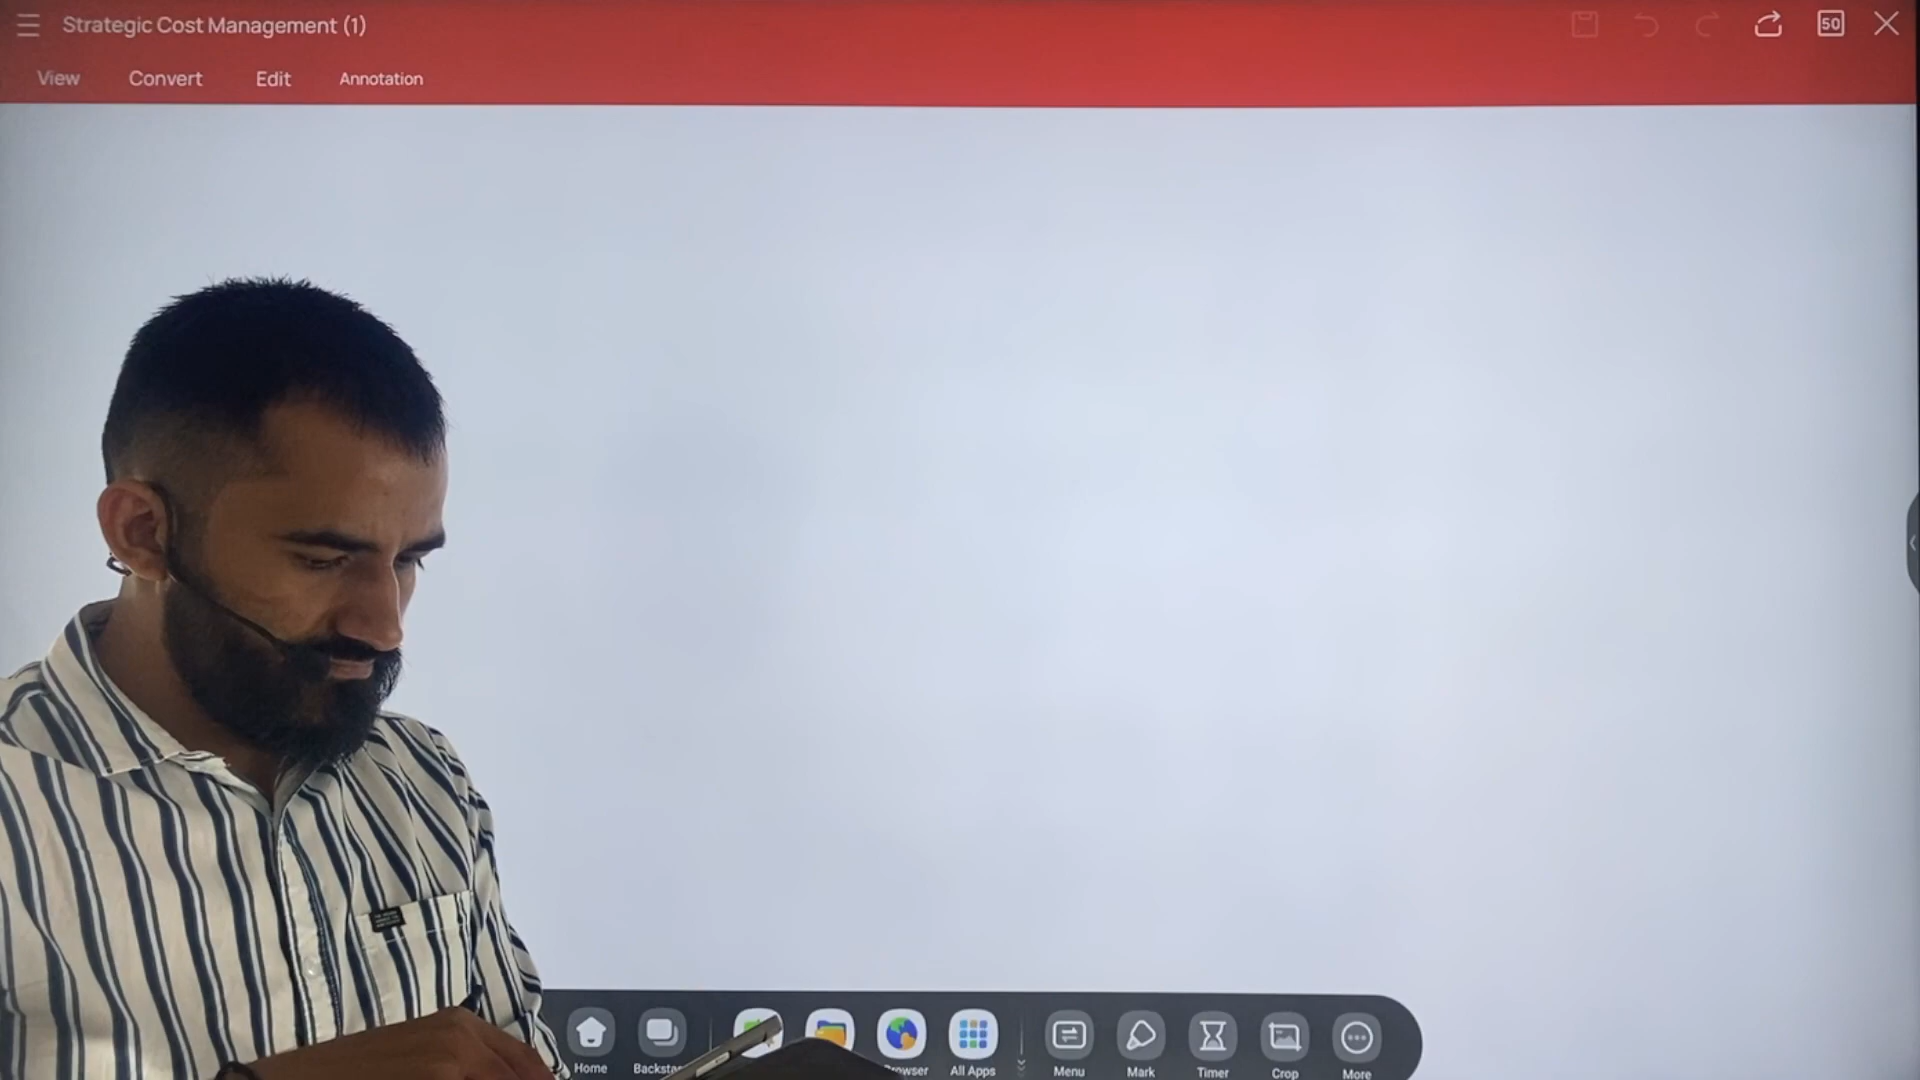 Strategic Cost Management (1)
50
View Convert Edit Annotation
Home
All Apps
Menu
Mark
Timer
Crop
More